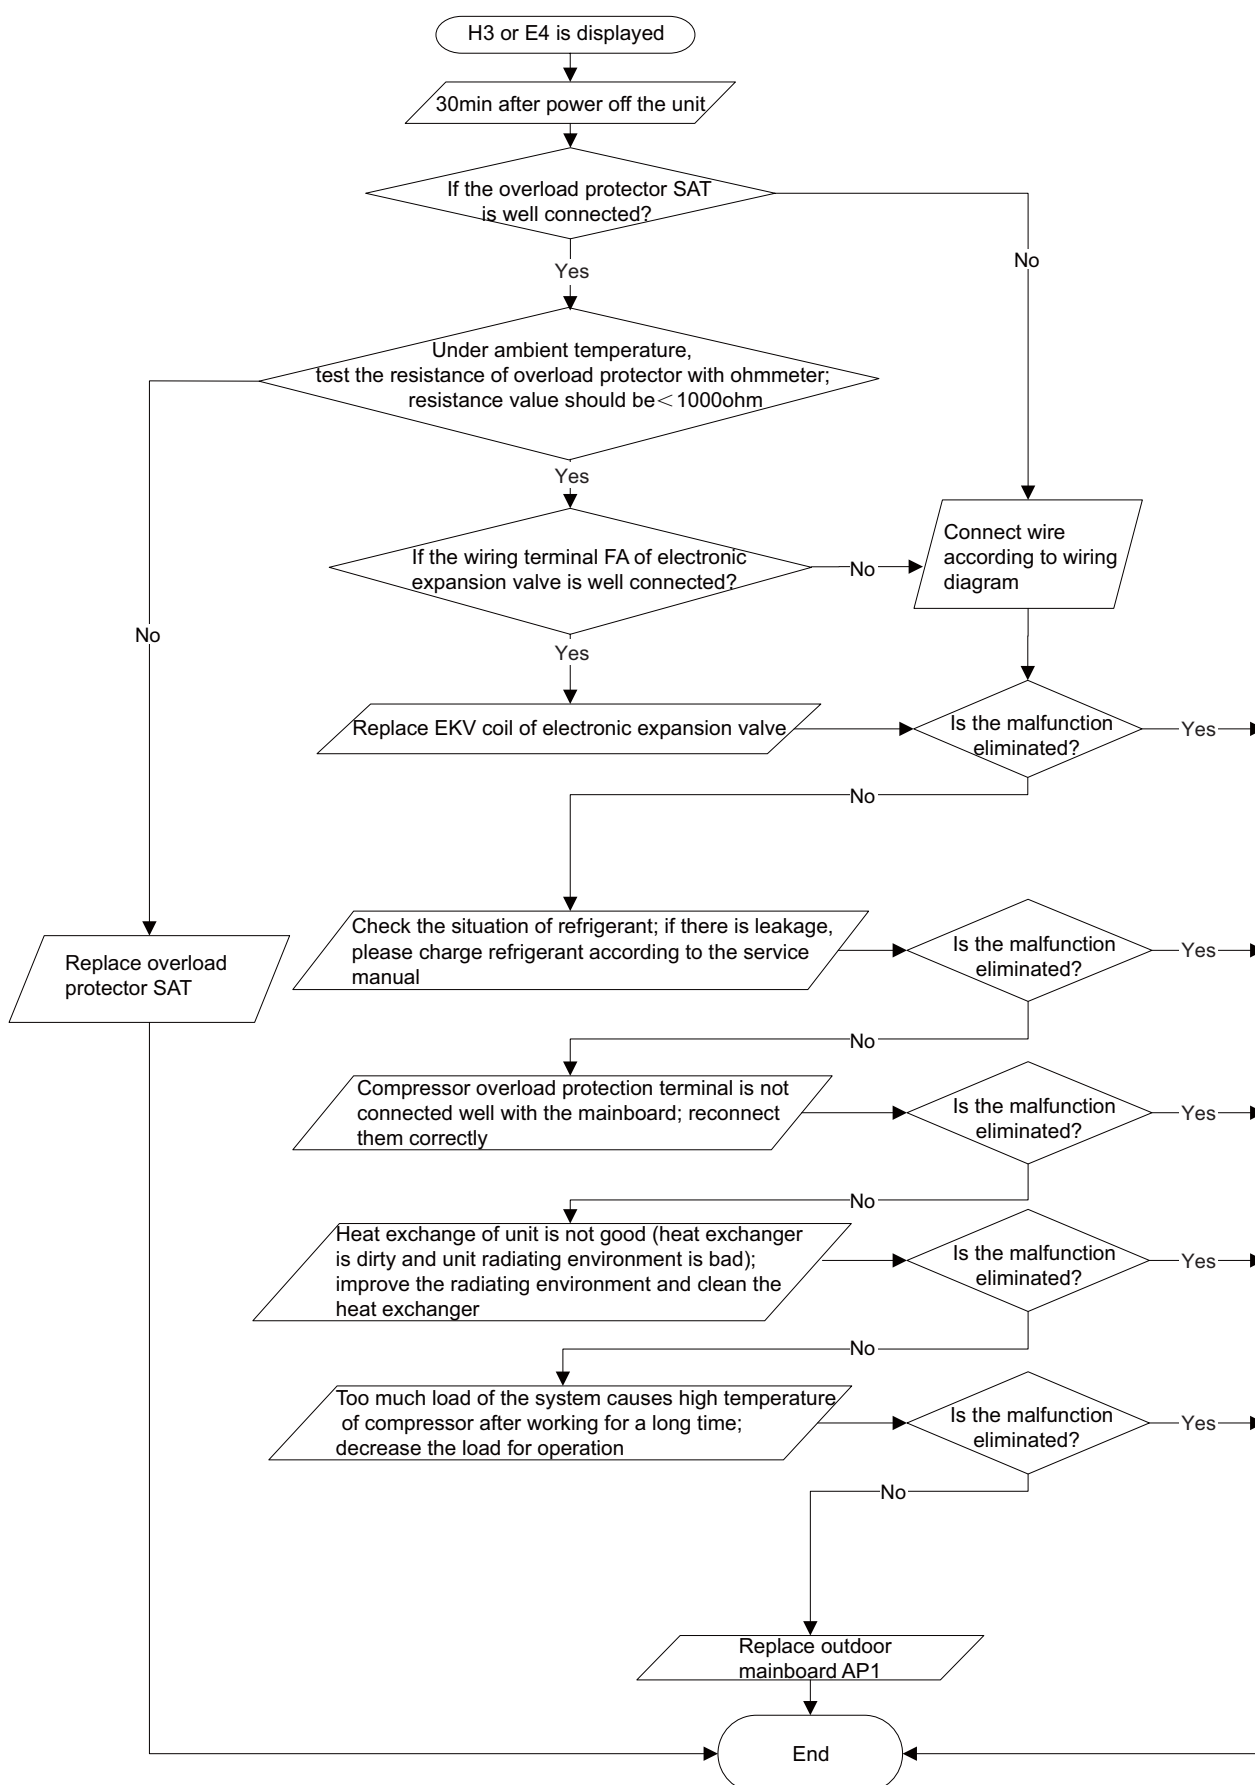 H3 or E4 is displayed
30min after power off the unit
If the overload protector SAT
is well connected?
No
Yes
Under ambient temperature,
test the resistance of overload protector with ohmmeter;
resistance value should be<1000ohm
Yes
If the wiring terminal FA of electronic
expansion valve is well connected?
No
Connect wire
according to wiring
diagram
No
Yes
Replace EKV coil of electronic expansion valve
Is the malfunction
eliminated?
Yes
No
Check the situation of refrigerant; if there is leakage,
please charge refrigerant according to the service
manual
Is the malfunction
eliminated?
Yes
Replace overload
protector SAT
No
Compressor overload protection terminal is not
connected well with the mainboard; reconnect
them correctly
Is the malfunction
eliminated?
Yes
No
Heat exchange of unit is not good (heat exchanger
is dirty and unit radiating environment is bad);
improve the radiating environment and clean the
heat exchanger
Is the malfunction
eliminated?
Yes
No
Too much load of the system causes high temperature
of compressor after working for a long time;
decrease the load for operation
Is the malfunction
eliminated?
Yes
No
Replace outdoor
mainboard AP1
End